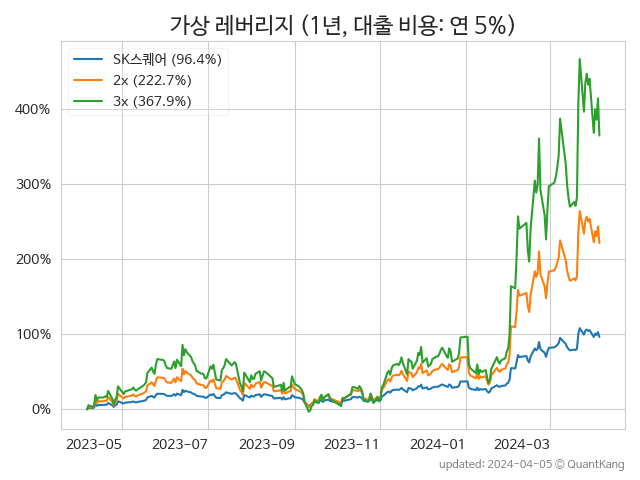 가상 레버리지 (1년, 대출 비용: 연 5%)
SK스퀘어 (96.4%)
2x (222.7%)
3x (367.9%)
400%
300%
200%
100%
0%
2023-05 2023-07 2023-09 2023-11 2024-01 2024-03
updated: 2024-04-05 © QuantKang